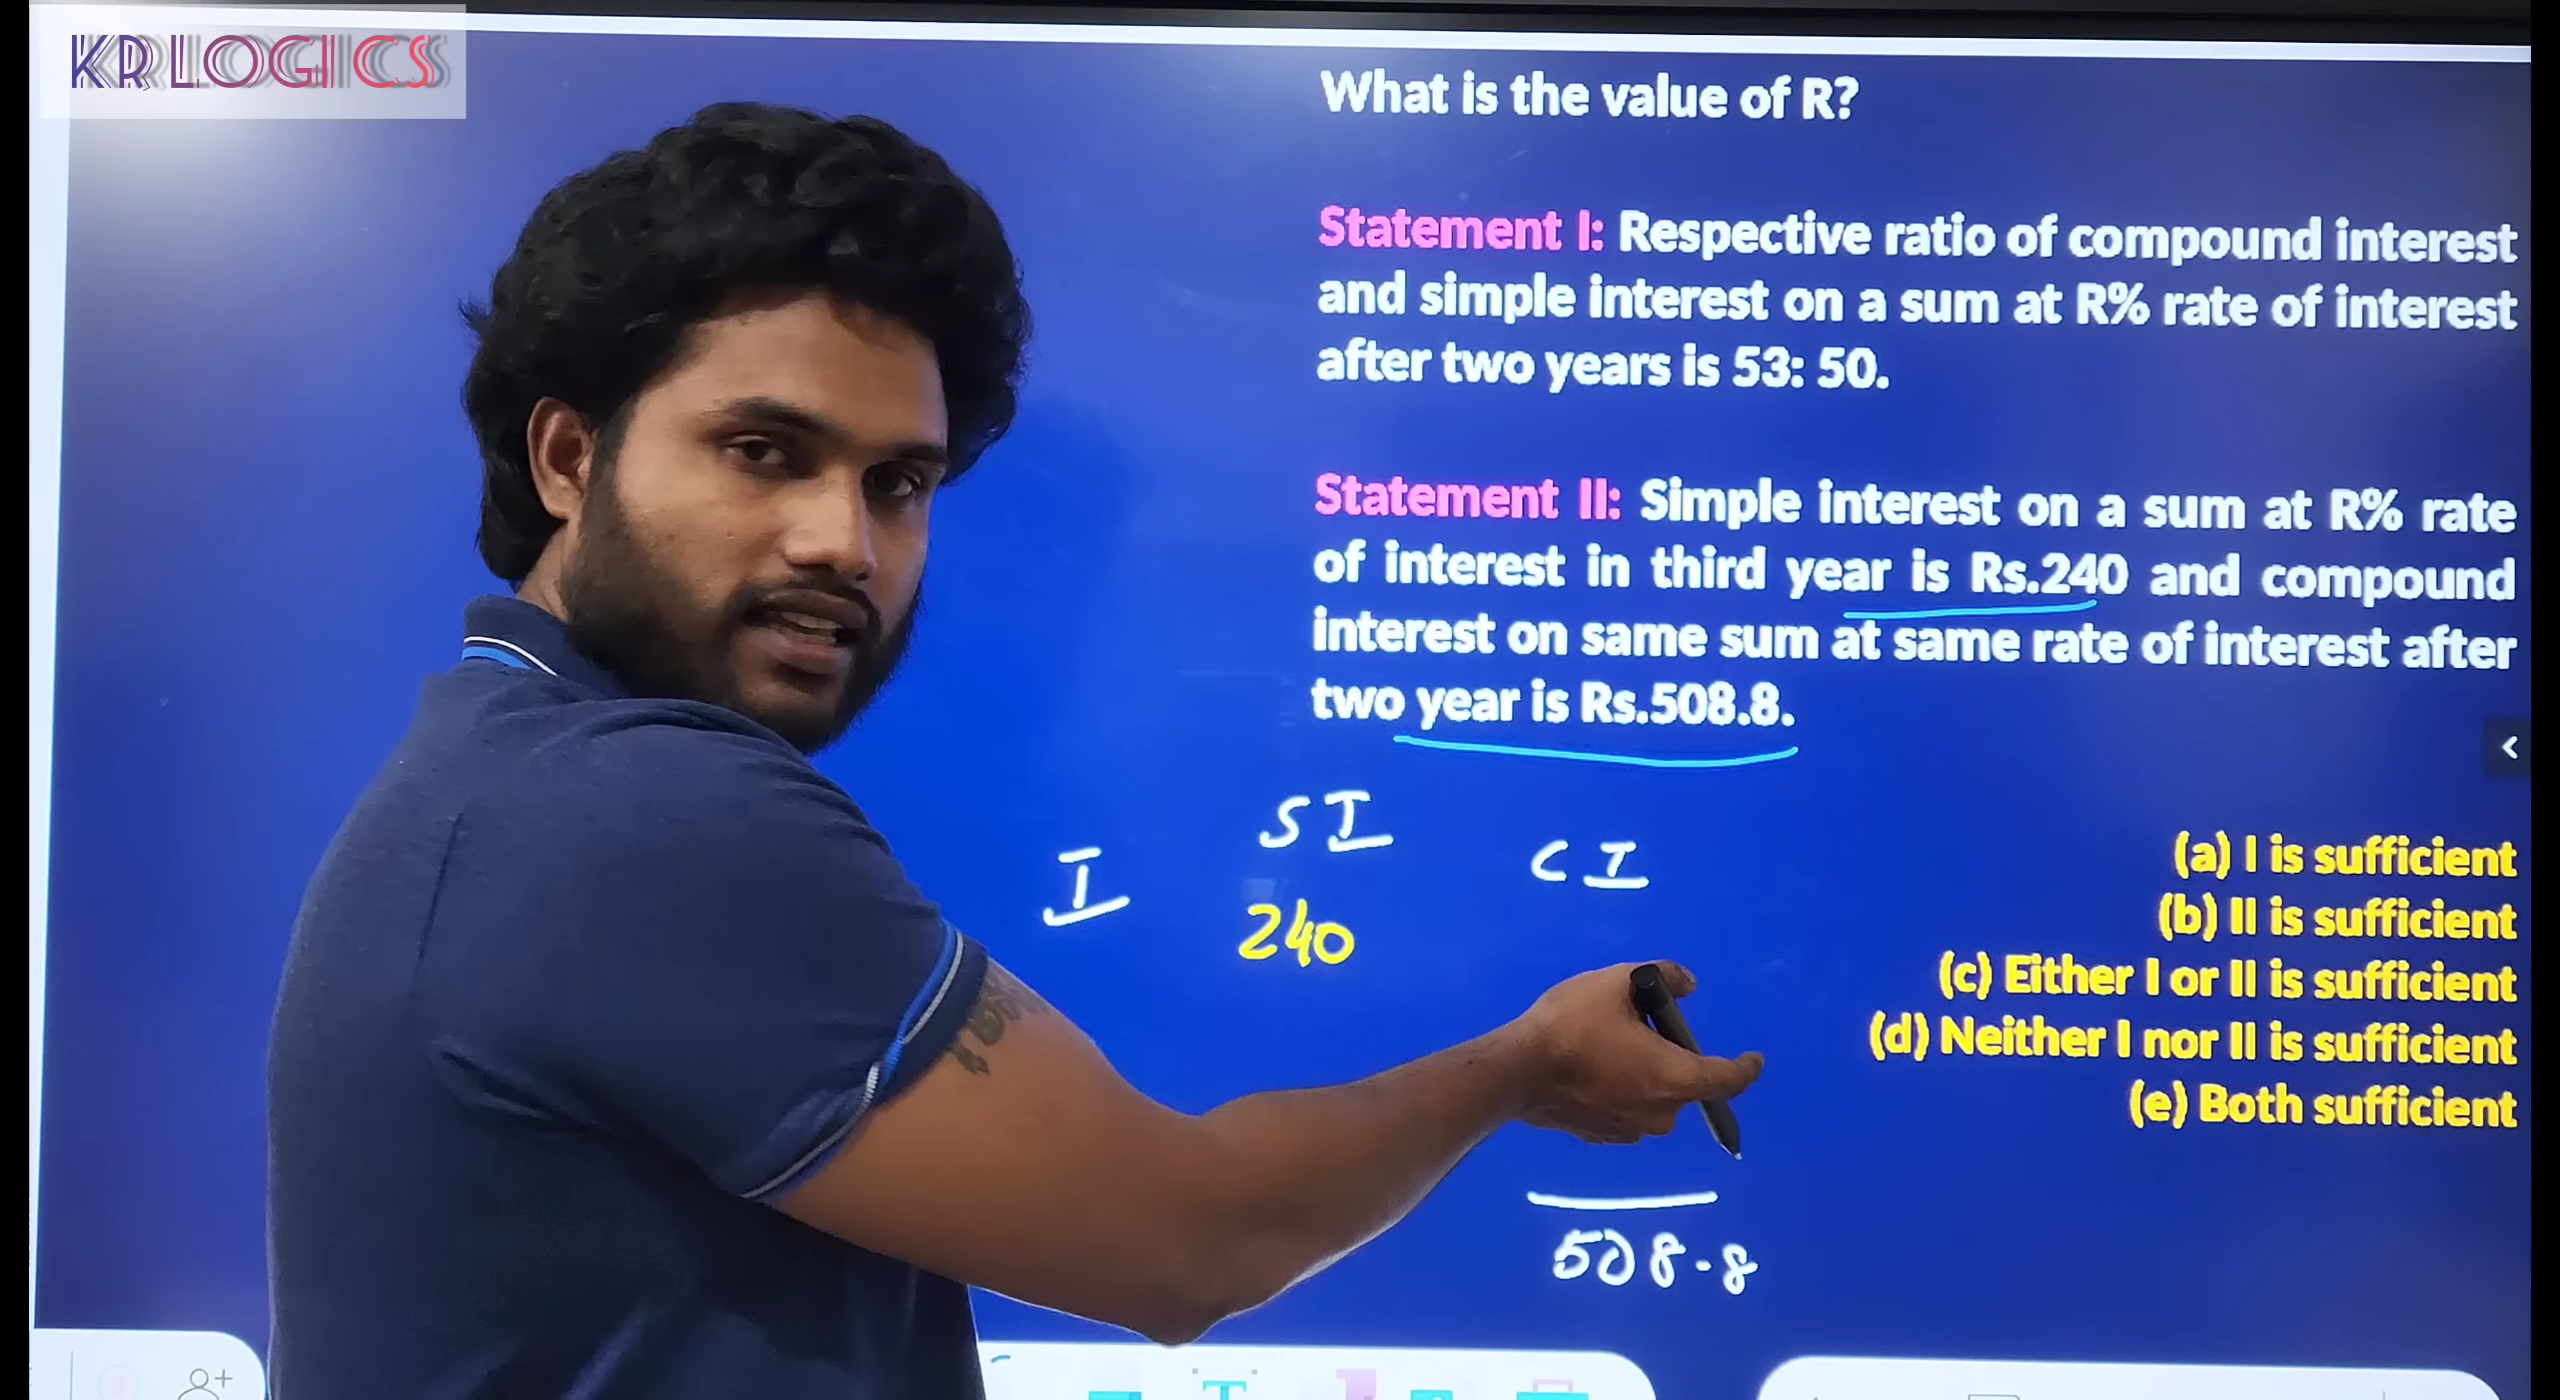 KR LOGICS
What is the value of R?
Statement I: Respective ratio of compound interest
and simple interest on a sum at R% rate of interest
after two years is 53: 50.
Statement II: Simple interest on a sum at R% rate
of interest in third year is Rs.240 and compound
interest on same sum at same rate of interest after
two year is Rs.508.8.
(a) I is sufficient
(b) II is sufficient
(c) Either I or II is sufficient
(d) Neither I nor II is sufficient
(e) Both sufficient
I SI CI
240
508.8